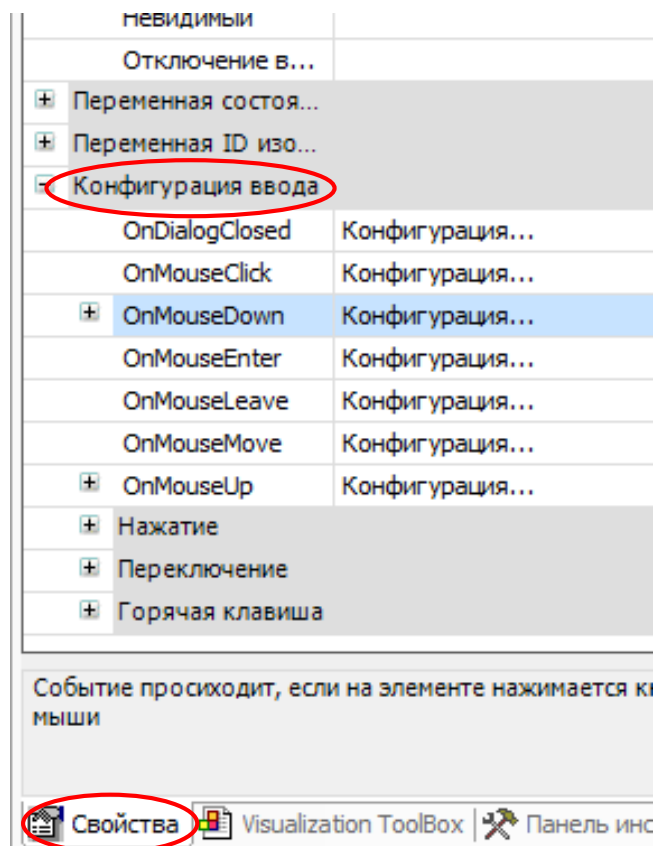 Невидимый
Отключение в...
Переменная состоя...
Переменная ID изо...
Конфигурация ввода
OnDialogClosed Конфигурация...
OnMouseClick Конфигурация...
OnMouseDown Конфигурация...
OnMouseEnter Конфигурация...
OnMouseLeave Конфигурация...
OnMouseMove Конфигурация...
OnMouseUp Конфигурация...
Нажатие
Переключение
Горячая клавиша
Событие просиходит, если на элементе нажимается
мыши
Свойства Visualization ToolBox Панель